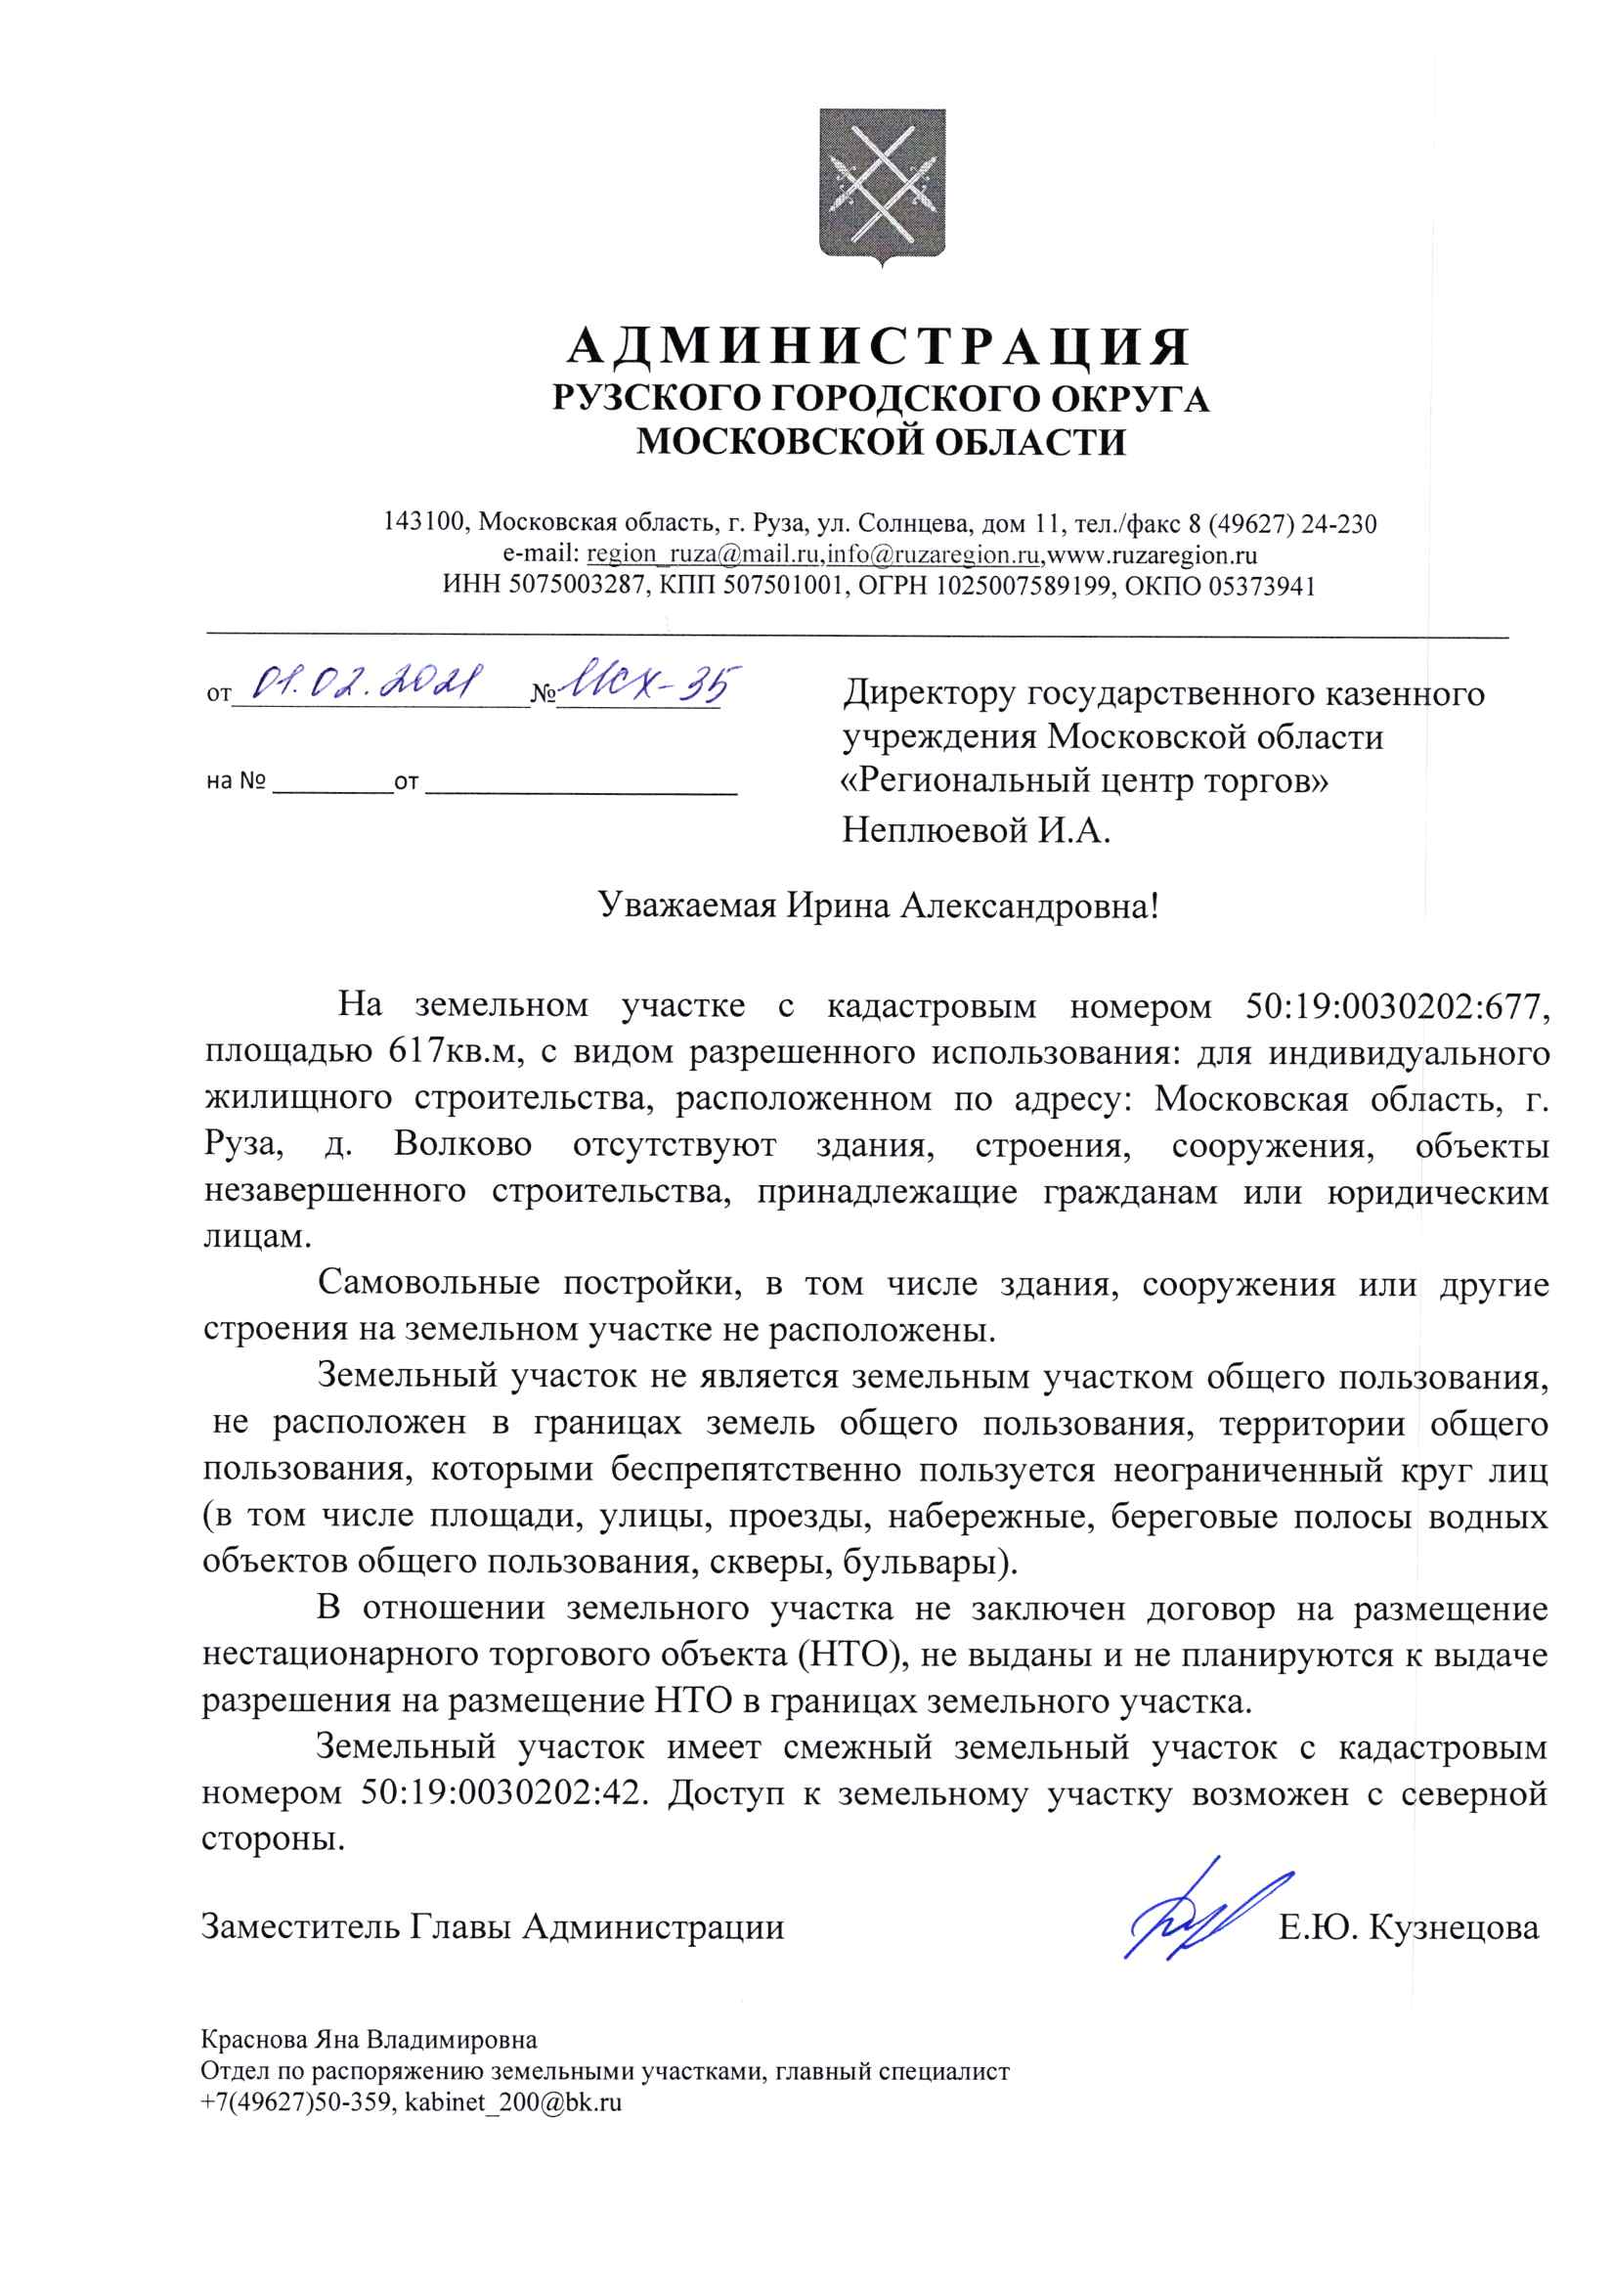 АДМИНИСТРАЦИЯ
РУЗСКОГО ГОРОДСКОГО ОКРУГА
МОСКОВСКОЙ ОБЛАСТИ
143100, Московская область, г. Руза, ул. Солнцева, дом 11, тел./факс 8 (49627) 24-230
e-mail: region_ruza@mail.ru,info@ruzaregion.ru,www.ruzaregion.ru
ИНН 5075003287, КПП 507501001, ОГРН 1025007589199, ОКПО 05373941
от 01.02.2021 № Исх-35
на № ________ от ________
Директору государственного казенного
учреждения Московской области
«Региональный центр торгов»
Неплюевой И.А.
Уважаемая Ирина Александровна!
На земельном участке с кадастровым номером 50:19:0030202:677,
площадью 617кв.м, с видом разрешенного использования: для индивидуального
жилищного строительства, расположенном по адресу: Московская область, г.
Руза, д. Волково отсутствуют здания, строения, сооружения, объекты
незавершенного строительства, принадлежащие гражданам или юридическим
лицам.
Самовольные постройки, в том числе здания, сооружения или другие
строения на земельном участке не расположены.
Земельный участок не является земельным участком общего пользования,
не расположен в границах земель общего пользования, территории общего
пользования, которыми беспрепятственно пользуется неограниченный круг лиц
(в том числе площади, улицы, проезды, набережные, береговые полосы водных
объектов общего пользования, скверы, бульвары).
В отношении земельного участка не заключен договор на размещение
нестационарного торгового объекта (НТО), не выданы и не планируются к выдаче
разрешения на размещение НТО в границах земельного участка.
Земельный участок имеет смежный земельный участок с кадастровым
номером 50:19:0030202:42. Доступ к земельному участку возможен с северной
стороны.
Заместитель Главы Администрации Е.Ю. Кузнецова
Краснова Яна Владимировна
Отдел по распоряжению земельными участками, главный специалист
+7(49627)50-359, kabinet_200@bk.ru